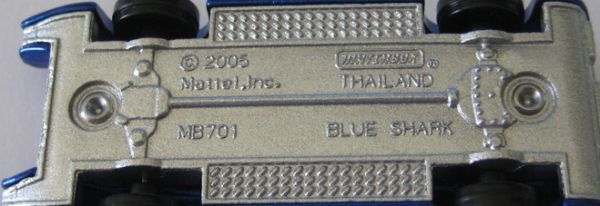 © 2005
Mattel, Inc.
MATCHBOX®
THAILAND
MB701
BLUE SHARK